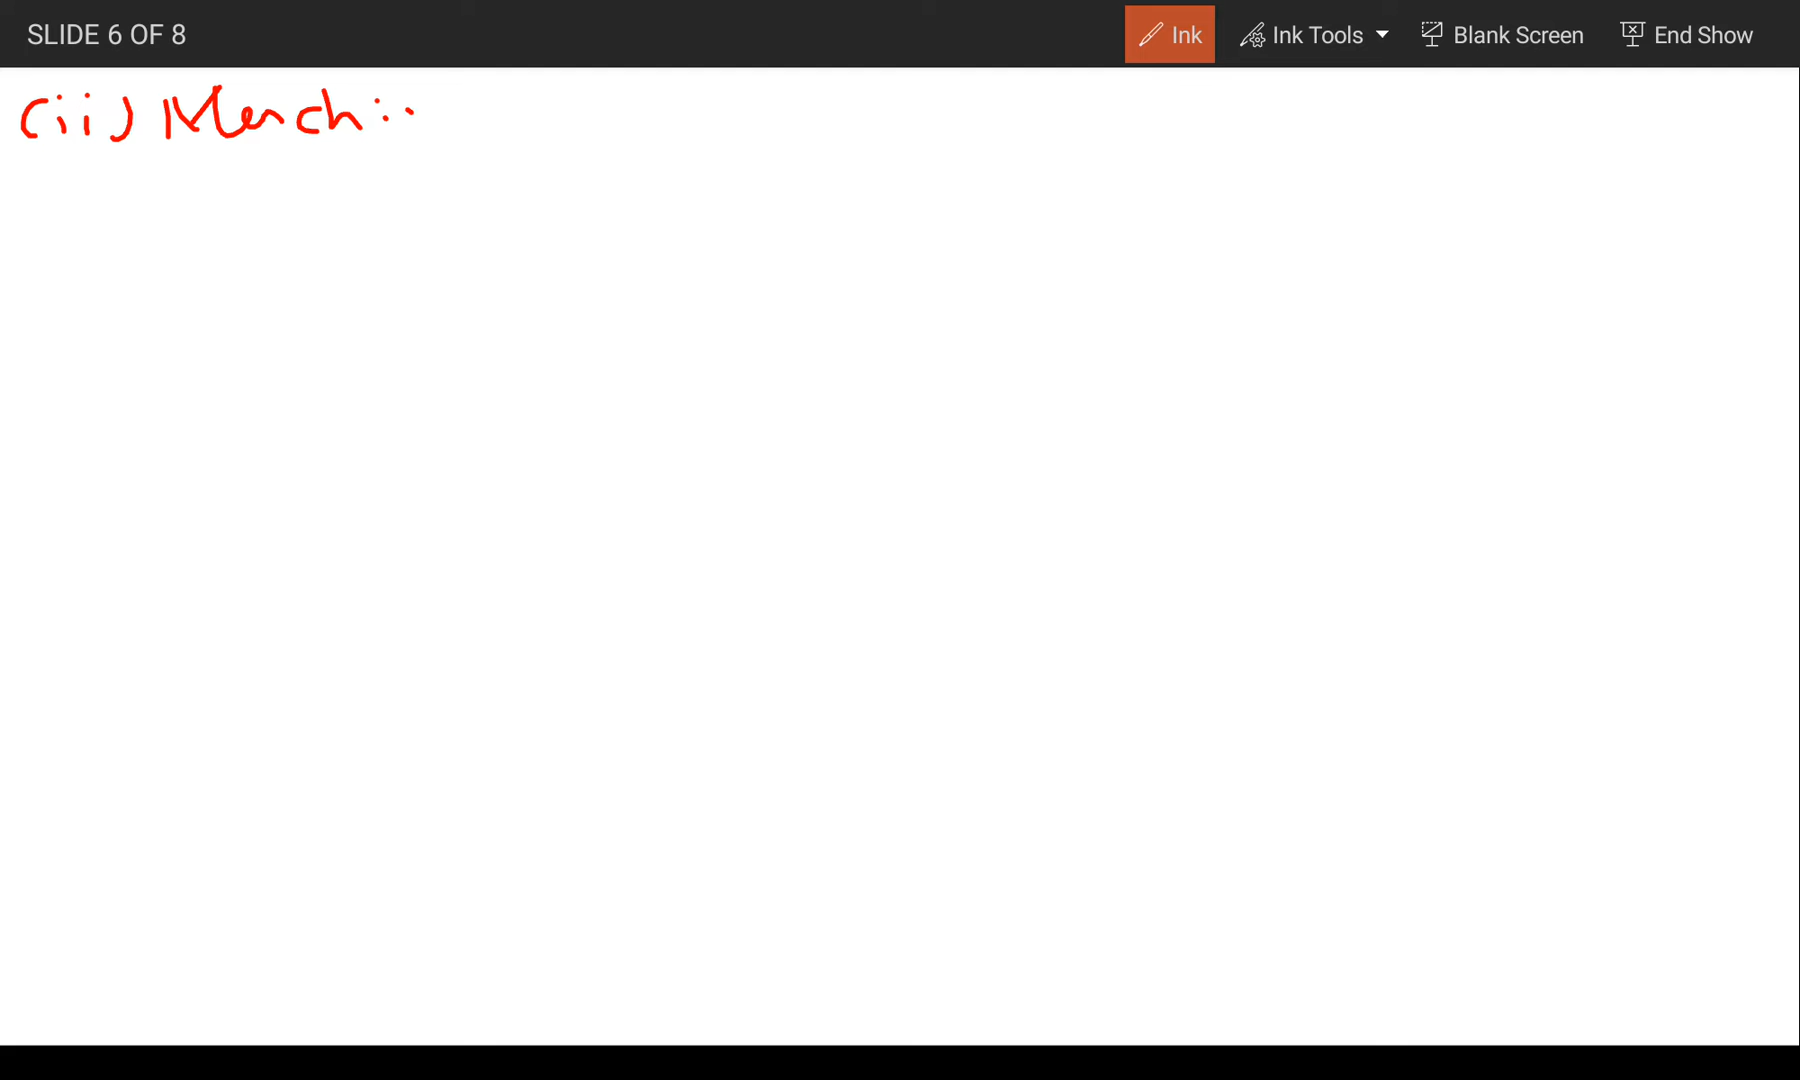 SLIDE 6 OF 8 Ink Ink Tools Blank Screen End Show
(ii) Merch :-